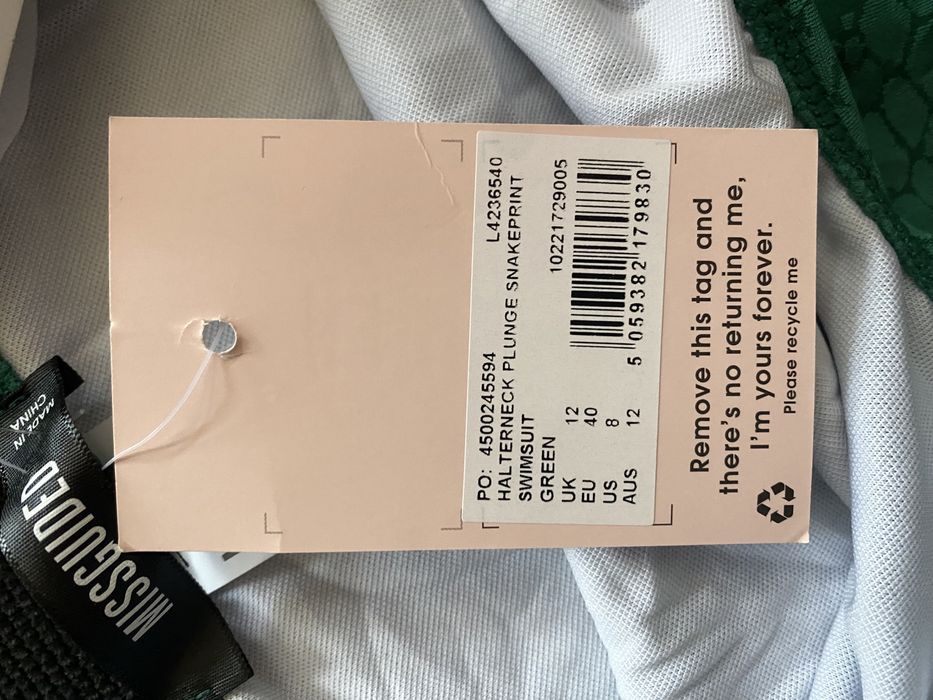 PO: 4500245594 L4236540
HALTERNECK PLUNGE SNAKEPRINT
SWIMSUIT
GREEN 10221729005
UK 12
EU 40
US 8
AUS 12
5 059382 179830
Remove this tag and
there's no returning me,
I'm yours forever.
Please recycle me
MADE IN
CHINA
MISSGUIDED